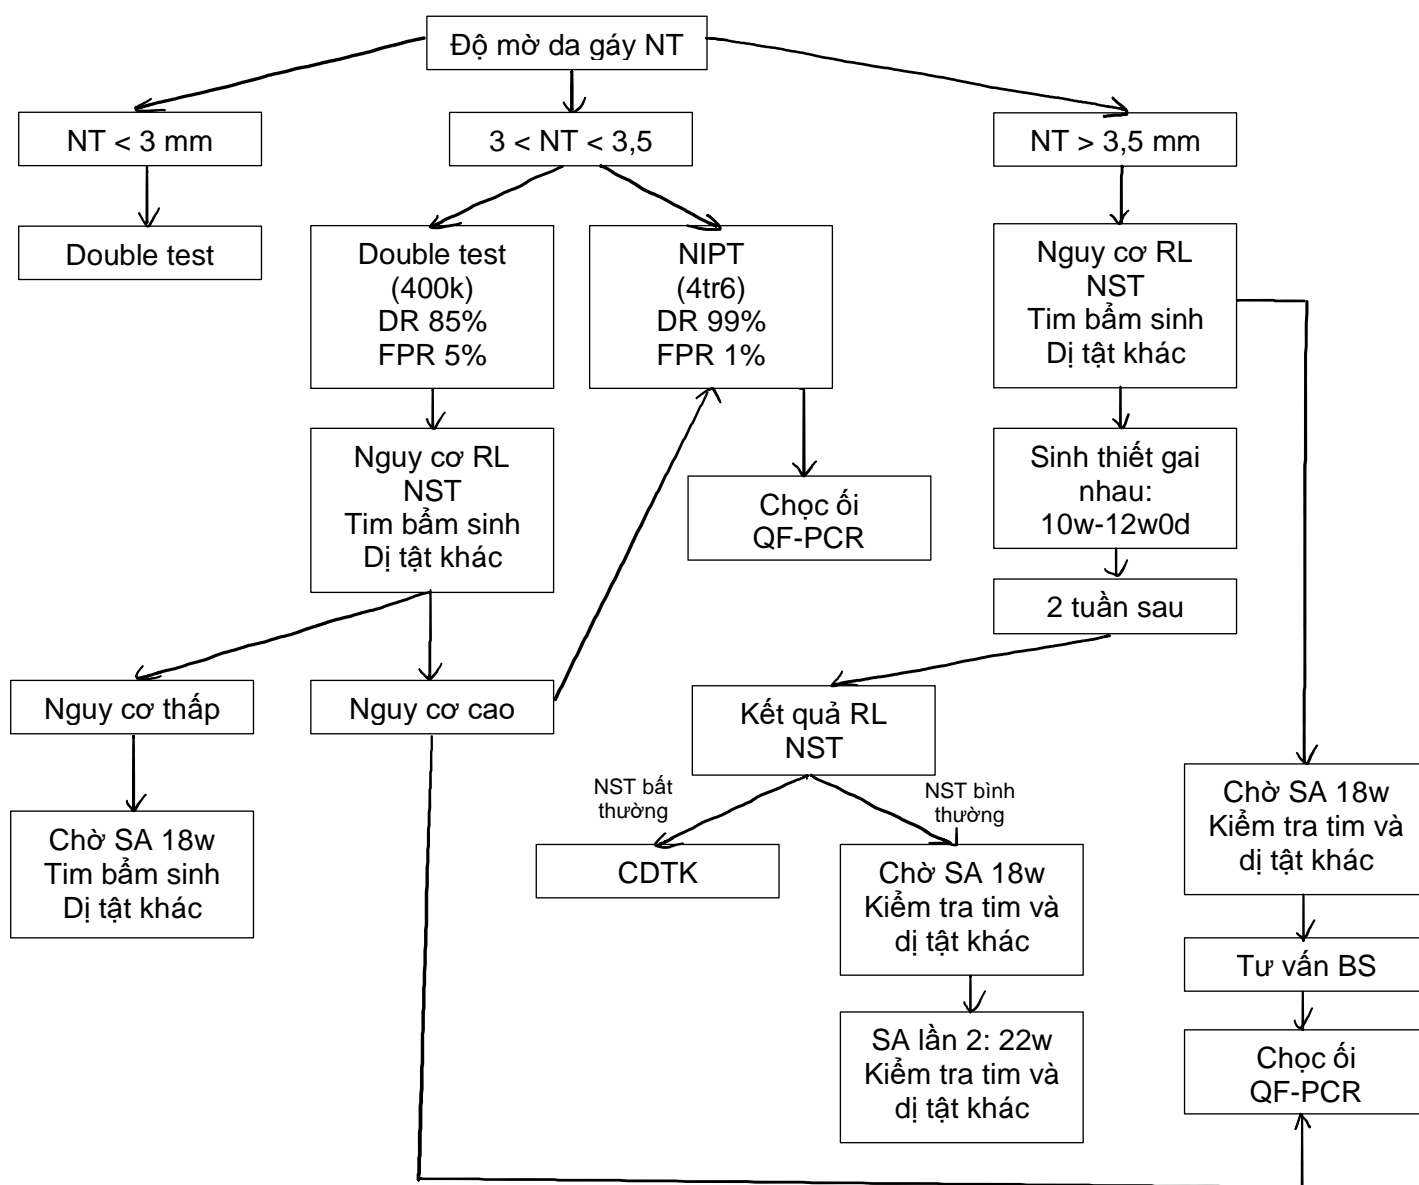 Độ mờ da gáy NT
NT < 3 mm
3 < NT < 3,5
NT > 3,5 mm
Double test
Double test
(400k)
DR 85%
FPR 5%
NIPT
(4tr6)
DR 99%
FPR 1%
Nguy cơ RL
NST
Tim bẩm sinh
Dị tật khác
Nguy cơ RL
NST
Tim bẩm sinh
Dị tật khác
Chọc ối
QF-PCR
Sinh thiết gai
nhau:
10w-12w0d
2 tuần sau
Nguy cơ thấp
Nguy cơ cao
Kết quả RL
NST
NST bất
thường
NST bình
thường
Chờ SA 18w
Tim bẩm sinh
Dị tật khác
CDTK
Chờ SA 18w
Kiểm tra tim và
dị tật khác
Chờ SA 18w
Kiểm tra tim và
dị tật khác
SA lần 2: 22w
Kiểm tra tim và
dị tật khác
Tư vấn BS
Chọc ối
QF-PCR